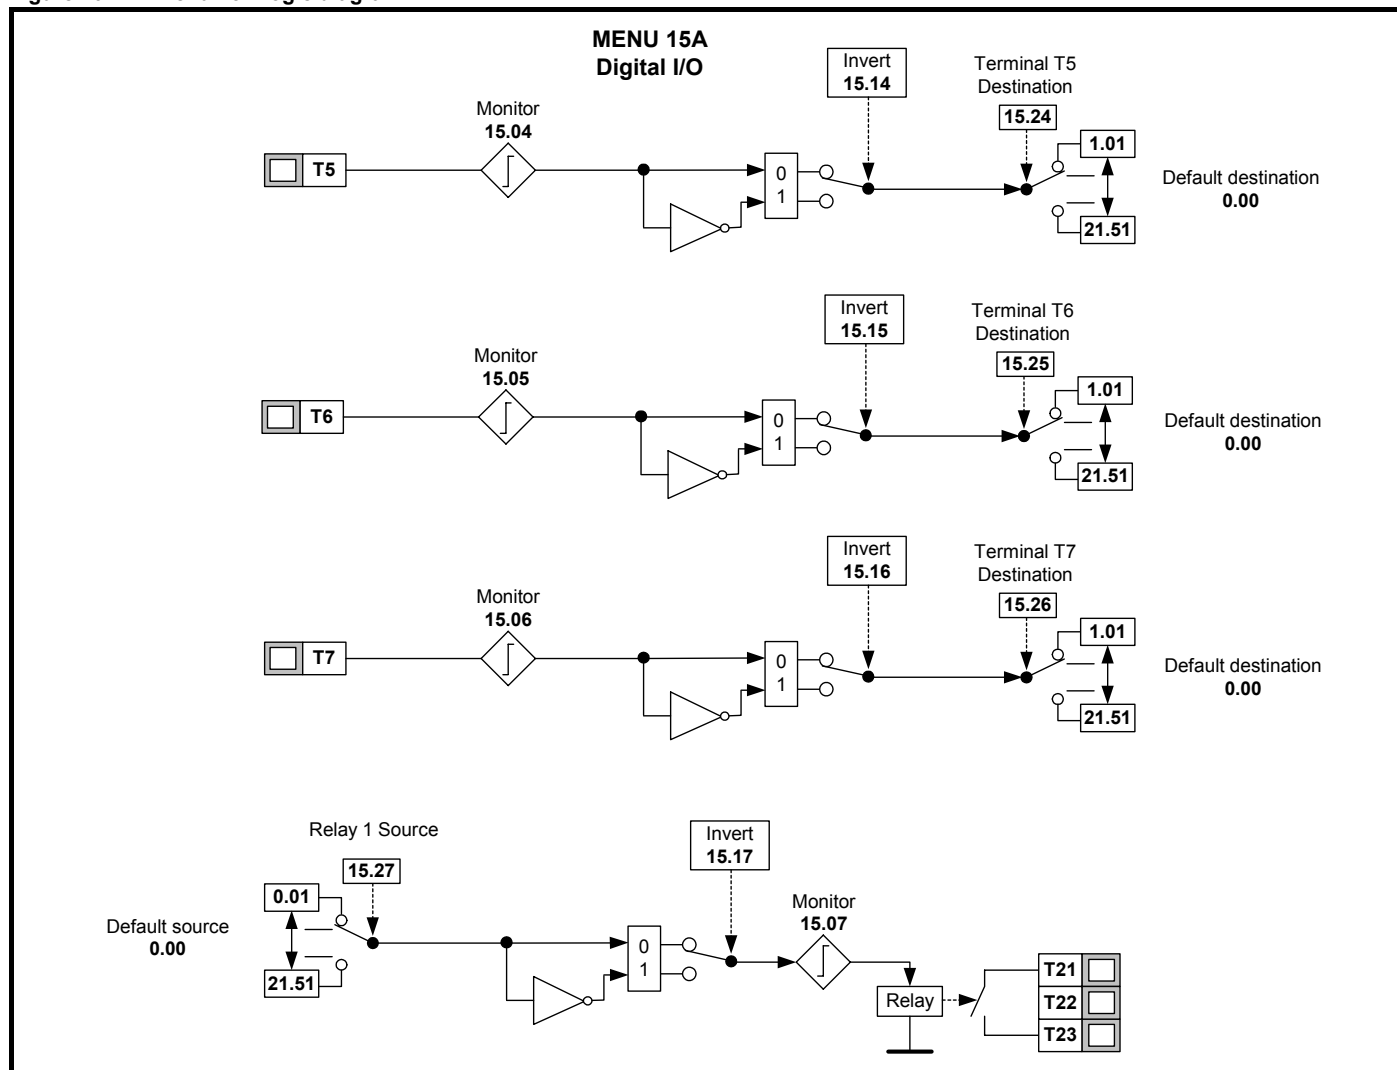 MENU 15A
Digital I/O
Invert
15.14
Terminal T5
Destination
15.24
Monitor
15.04
T5
0
1
1.01
21.51
Default destination
0.00
Invert
15.15
Terminal T6
Destination
15.25
Monitor
15.05
T6
0
1
1.01
21.51
Default destination
0.00
Invert
15.16
Terminal T7
Destination
15.26
Monitor
15.06
T7
0
1
1.01
21.51
Default destination
0.00
Relay 1 Source
15.27
Invert
15.17
Default source
0.00
0.01
21.51
0
1
Monitor
15.07
Relay
T21
T22
T23